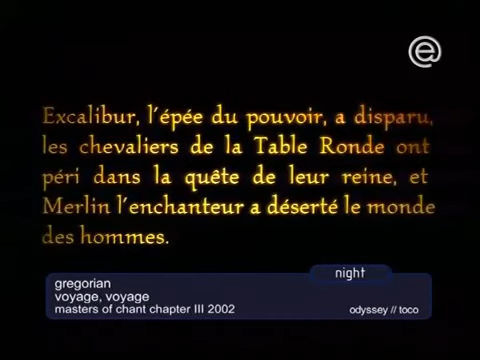 e
Excalibur, l'épée du pouvoir, a disparu,
les chevaliers de la Table Ronde ont
péri dans la quête de leur reine, et
Merlin l'enchanteur a déserté le monde
des hommes.
night
gregorian
voyage, voyage
masters of chant chapter III 2002
odyssey // toco